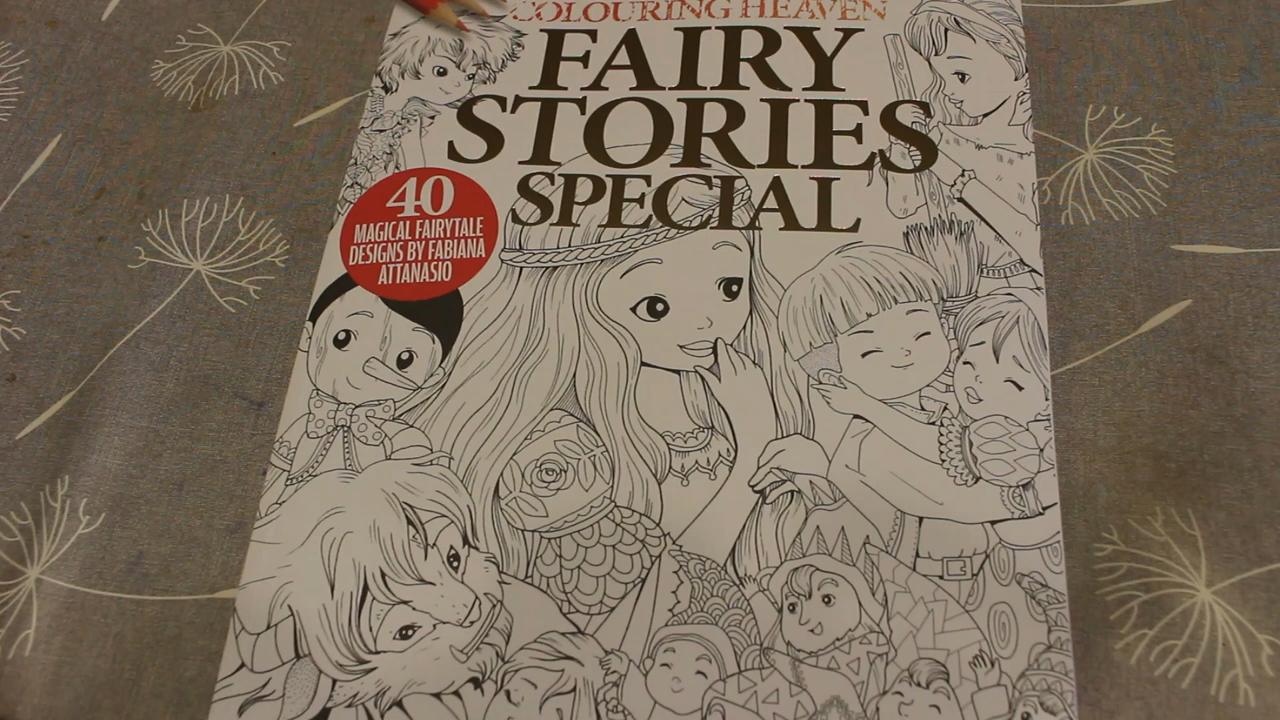 COLOURING HEAVEN
FAIRY
STORIES
SPECIAL
40
MAGICAL FAIRYTALE
DESIGNS BY FABIANA
ATTANASIO